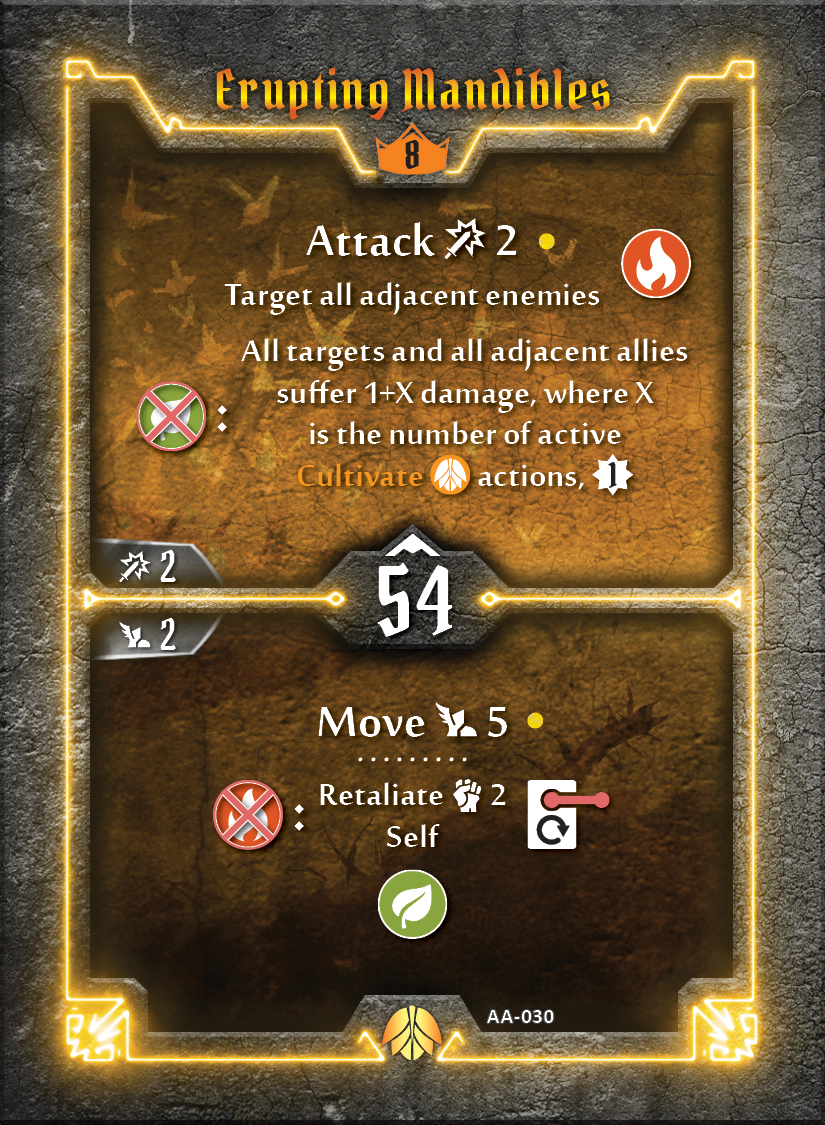 Erupting Mandibles
8
Attack 2
Target all adjacent enemies
All targets and all adjacent allies
suffer 1+X damage, where X
: is the number of active
Cultivate actions, 1
2
54
2
Move 5
.........
: Retaliate 2
Self
AA-030